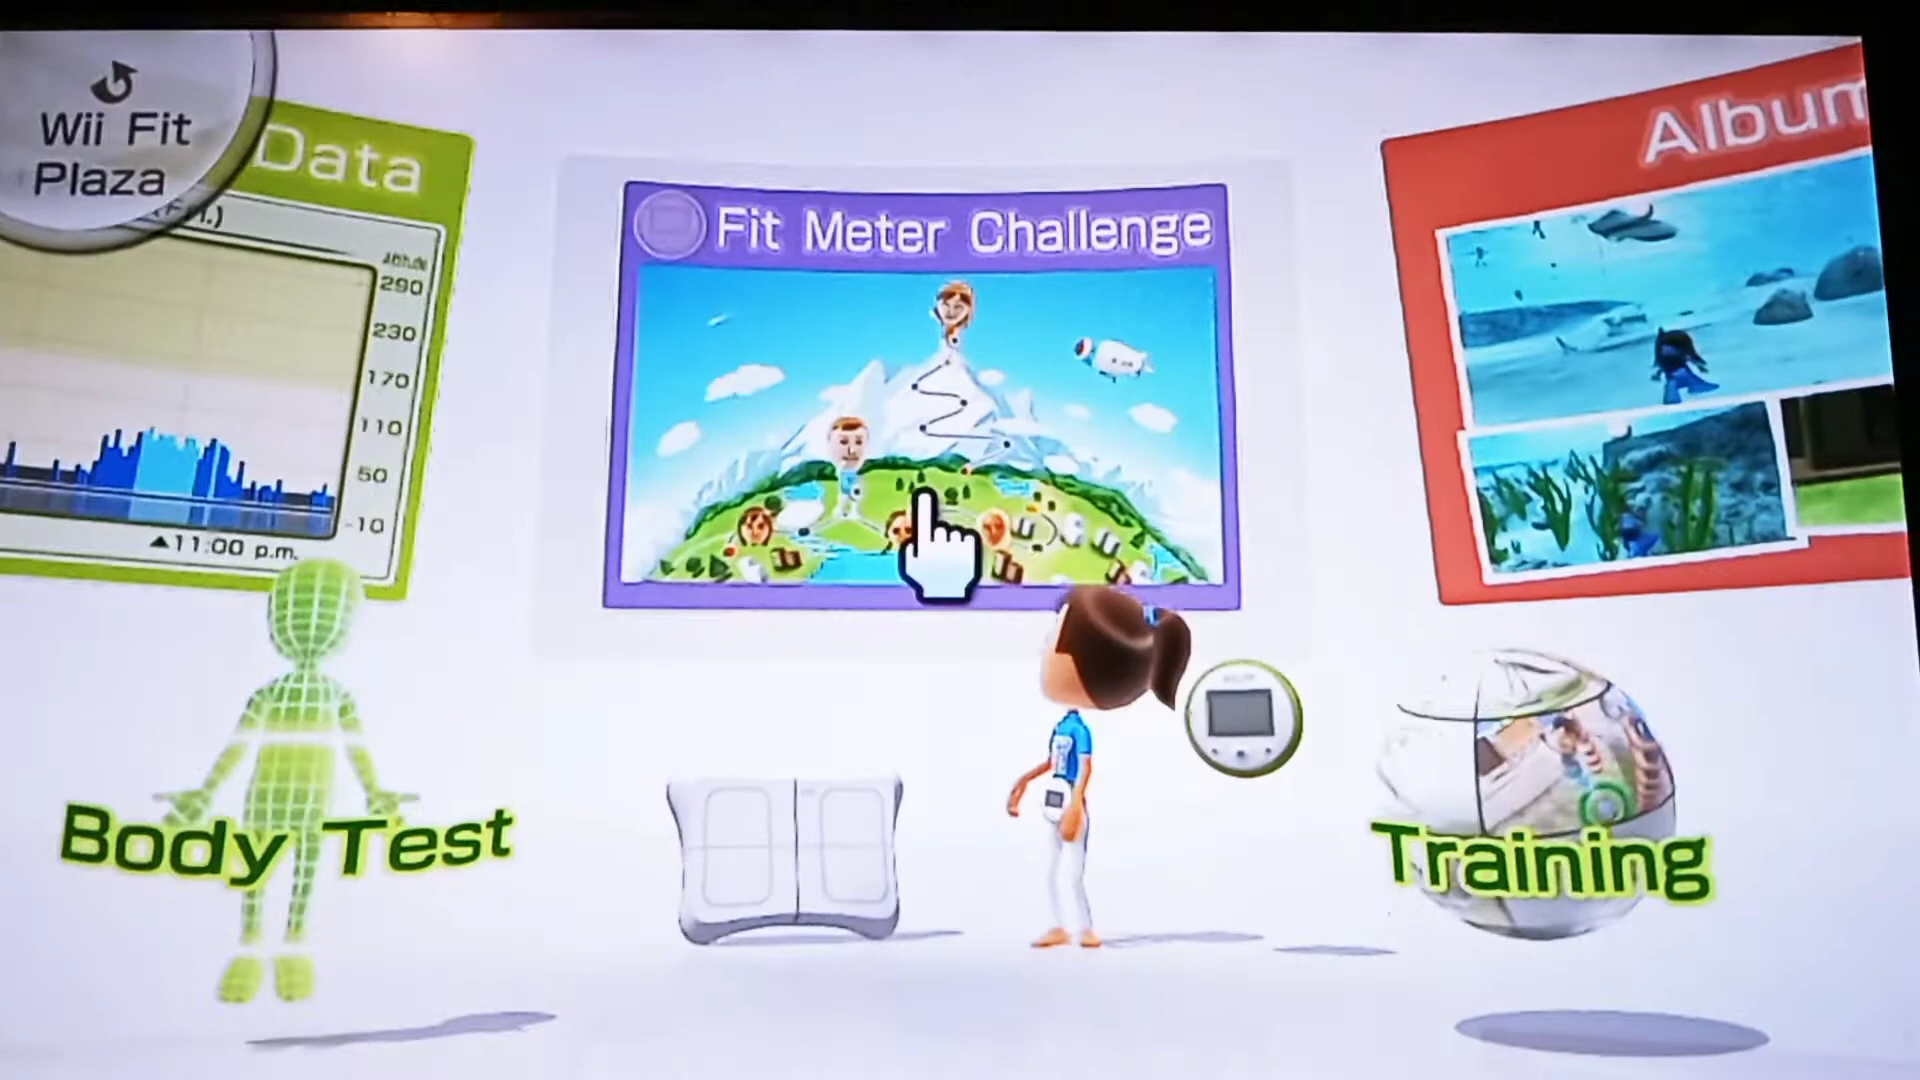 Wii Fit
Plaza
Data
Altitude
290
230
170
110
50
-10
▲11:00 p.m.
Fit Meter Challenge
Album
Body Test
Training